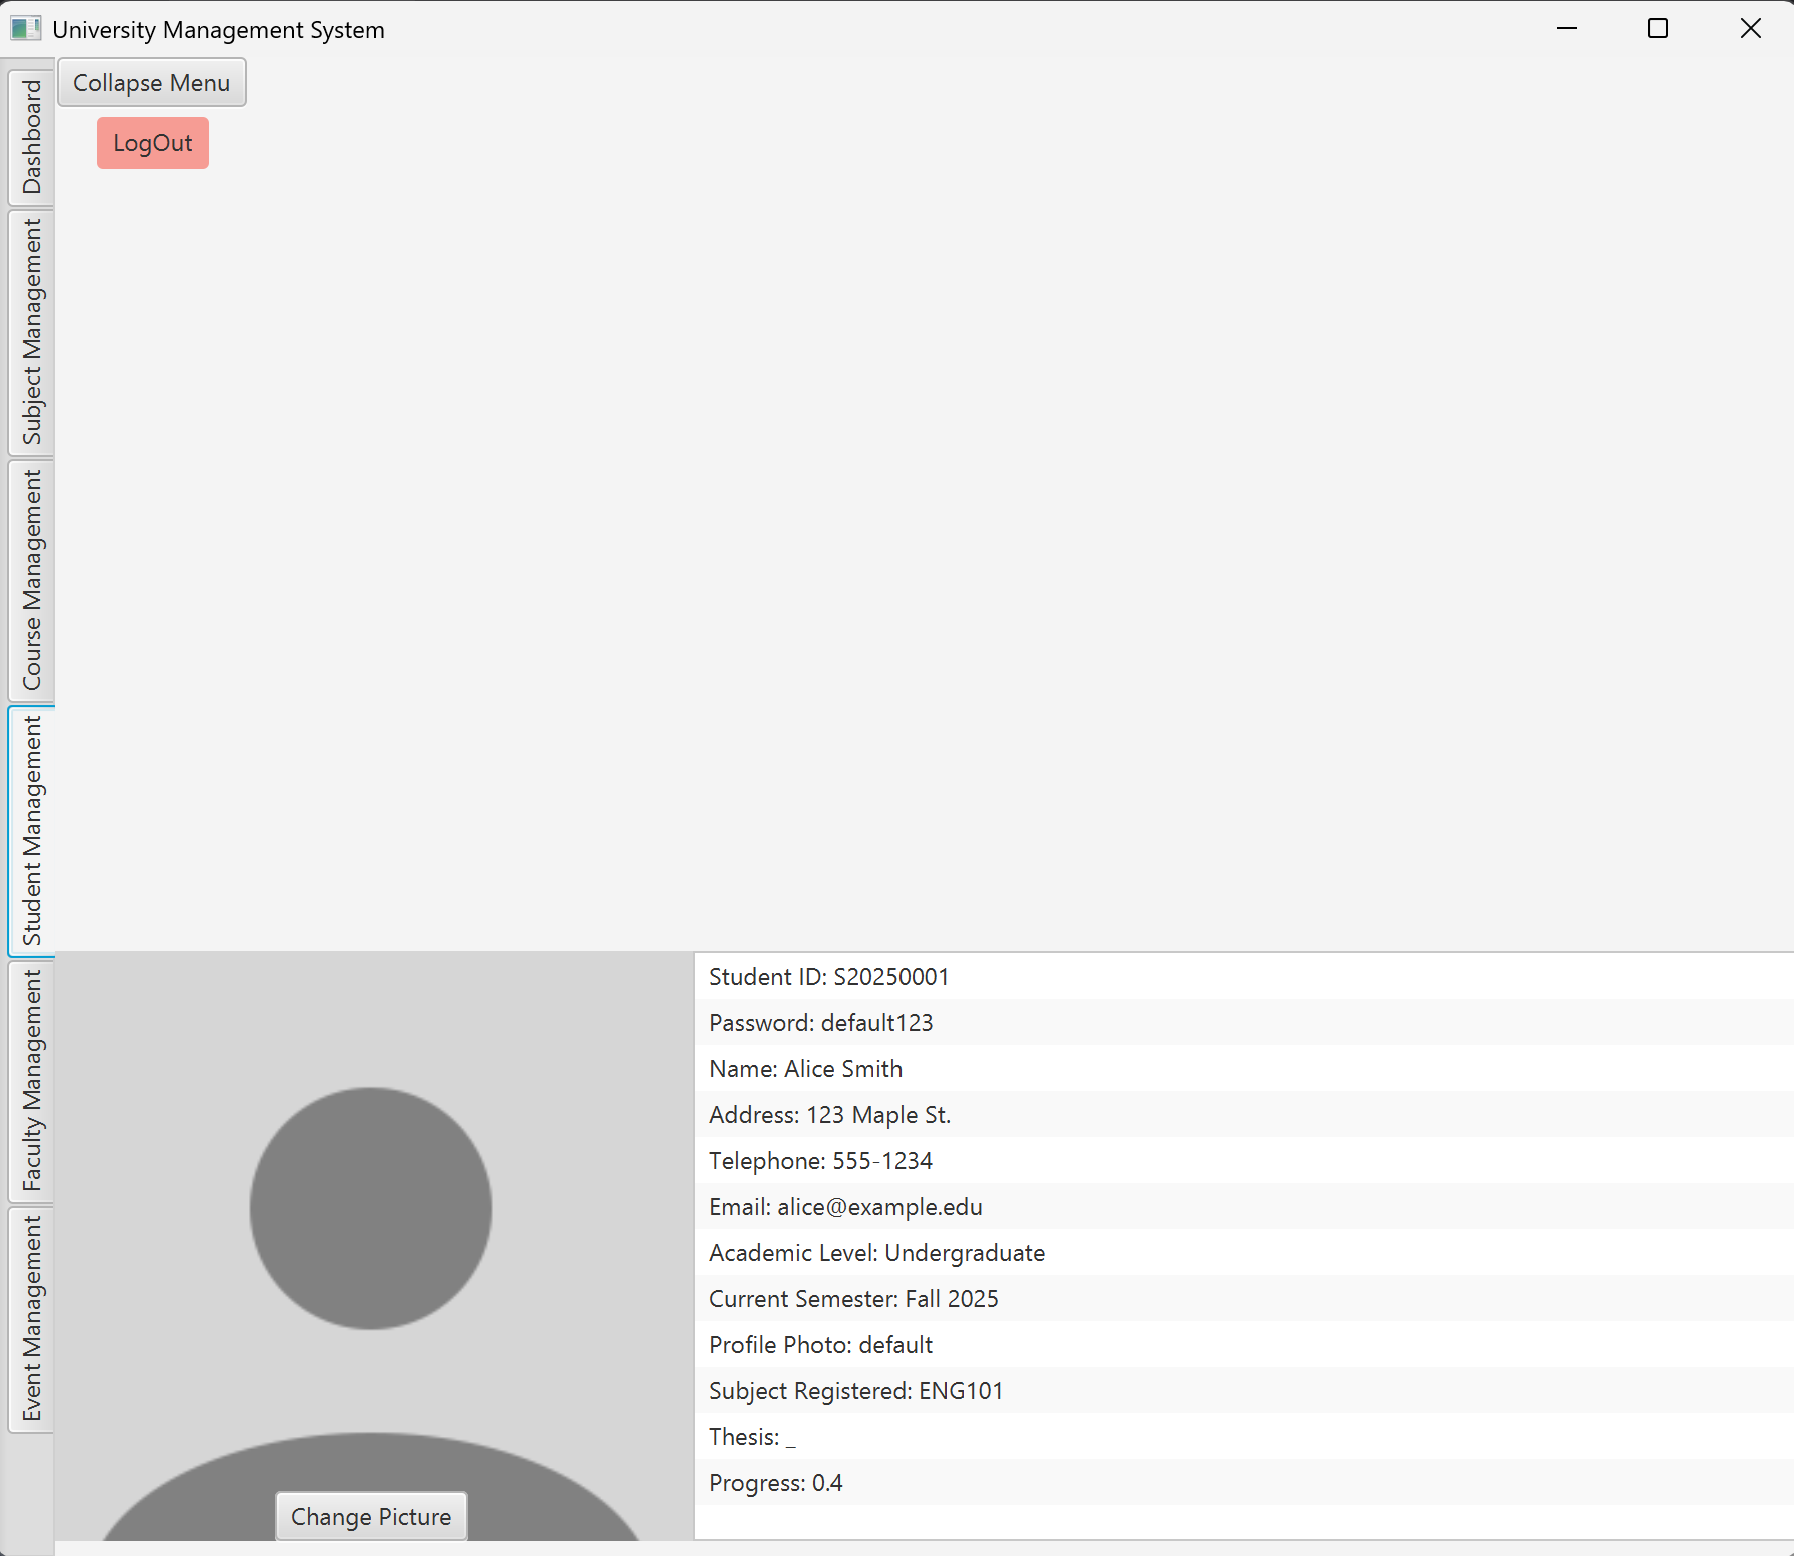 University Management System
Collapse Menu
LogOut
Dashboard
Subject Management
Course Management
Student Management
Faculty Management
Event Management
Student ID: S20250001
Password: default123
Name: Alice Smith
Address: 123 Maple St.
Telephone: 555-1234
Email: alice@example.edu
Academic Level: Undergraduate
Current Semester: Fall 2025
Profile Photo: default
Subject Registered: ENG101
Thesis: _
Progress: 0.4
Change Picture